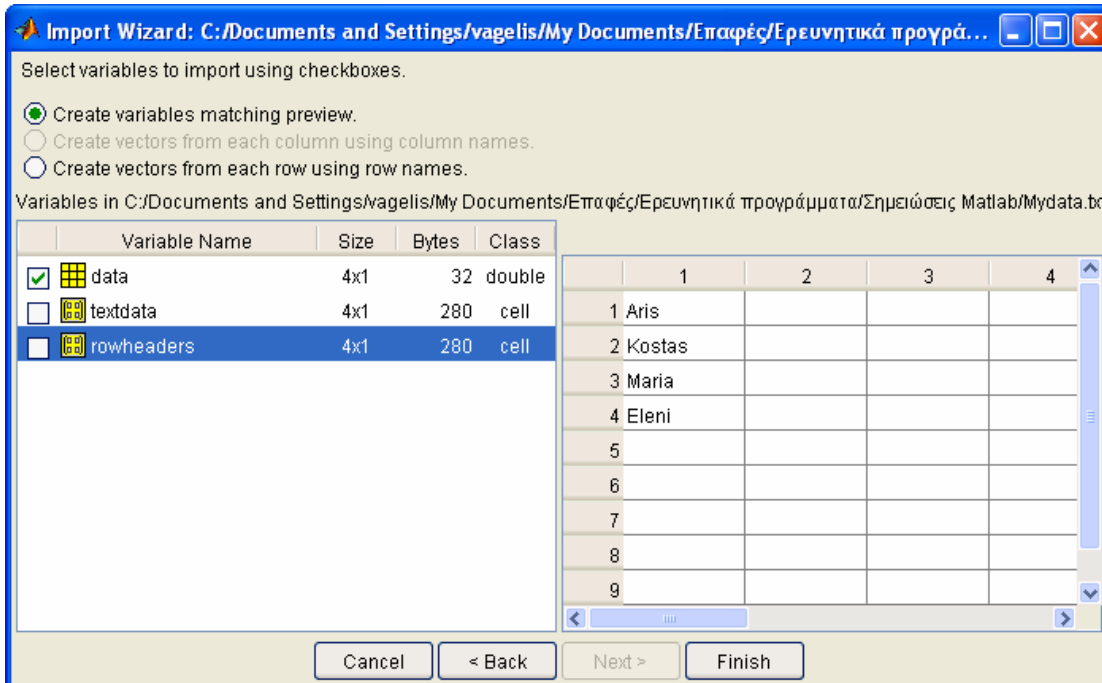 Import Wizard: C:/Documents and Settings/vagelis/My Documents/Επαφές/Ερευνητικά προγρά...
Select variables to import using checkboxes.
Create variables matching preview.
Create vectors from each column using column names.
Create vectors from each row using row names.
Variables in C:/Documents and Settings/vagelis/My Documents/Επαφές/Ερευνητικά προγράμματα/Σημειώσεις Matlab/Mydata.tx
Variable Name Size Bytes Class
data 4x1 32 double
textdata 4x1 280 cell
rowheaders 4x1 280 cell
1 2 3 4
1 Aris
2 Kostas
3 Maria
4 Eleni
5
6
7
8
9
Cancel < Back Next > Finish